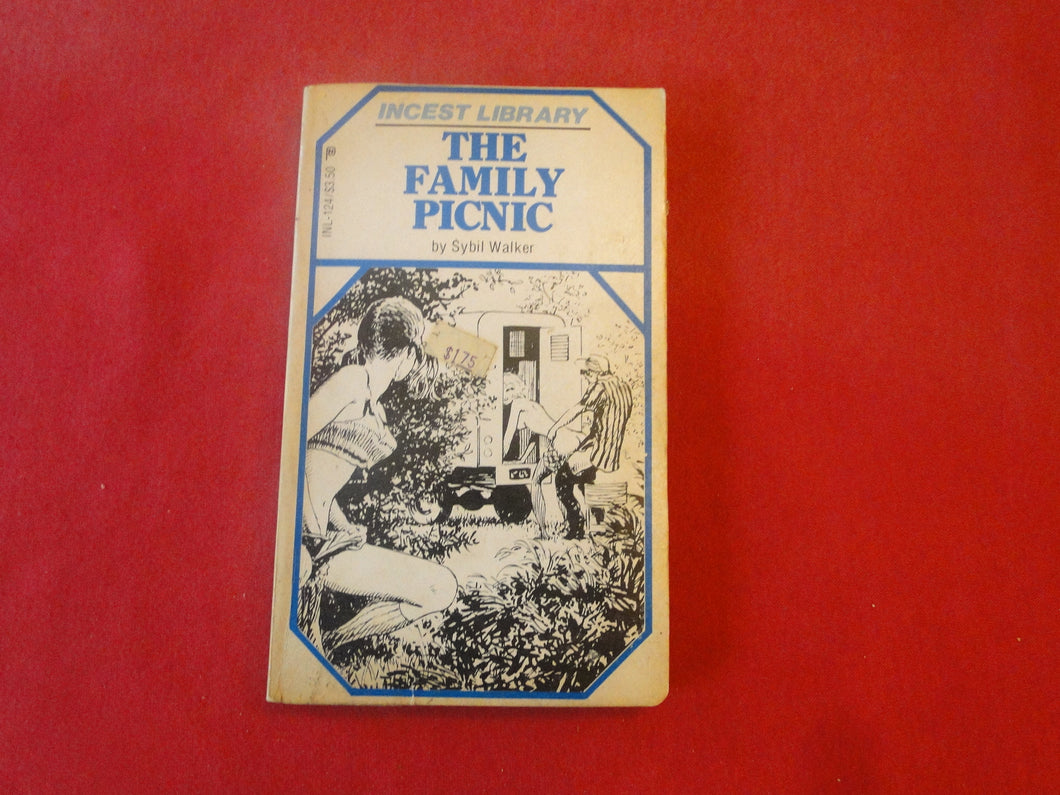 INCEST LIBRARY
THE
FAMILY
PICNIC
by Sybil Walker
INL-124/$3.50
$1.75